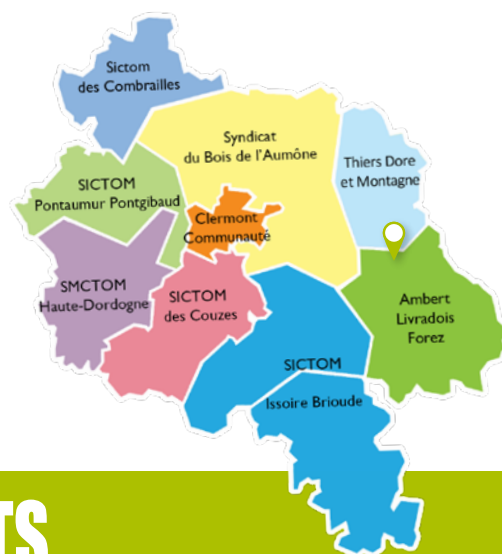 Sictom
des Combrailles
Syndicat
du Bois de l'Aumône
Thiers Dore
et Montagne
SICTOM
Pontaumur Pontgibaud
Clermont
Communauté
SMCTOM
Haute-Dordogne
SICTOM
des Couzes
Ambert
Livradois
Forez
SICTOM
Issoire Brioude
TS